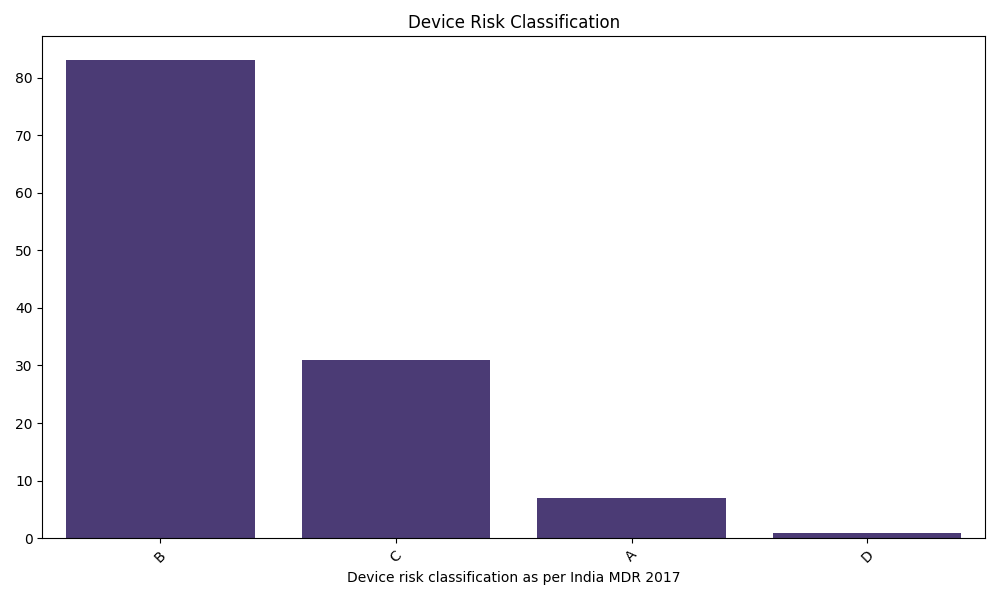 Device Risk Classification
80
70
60
50
40
30
20
10
0
B
C
A
D
Device risk classification as per India MDR 2017